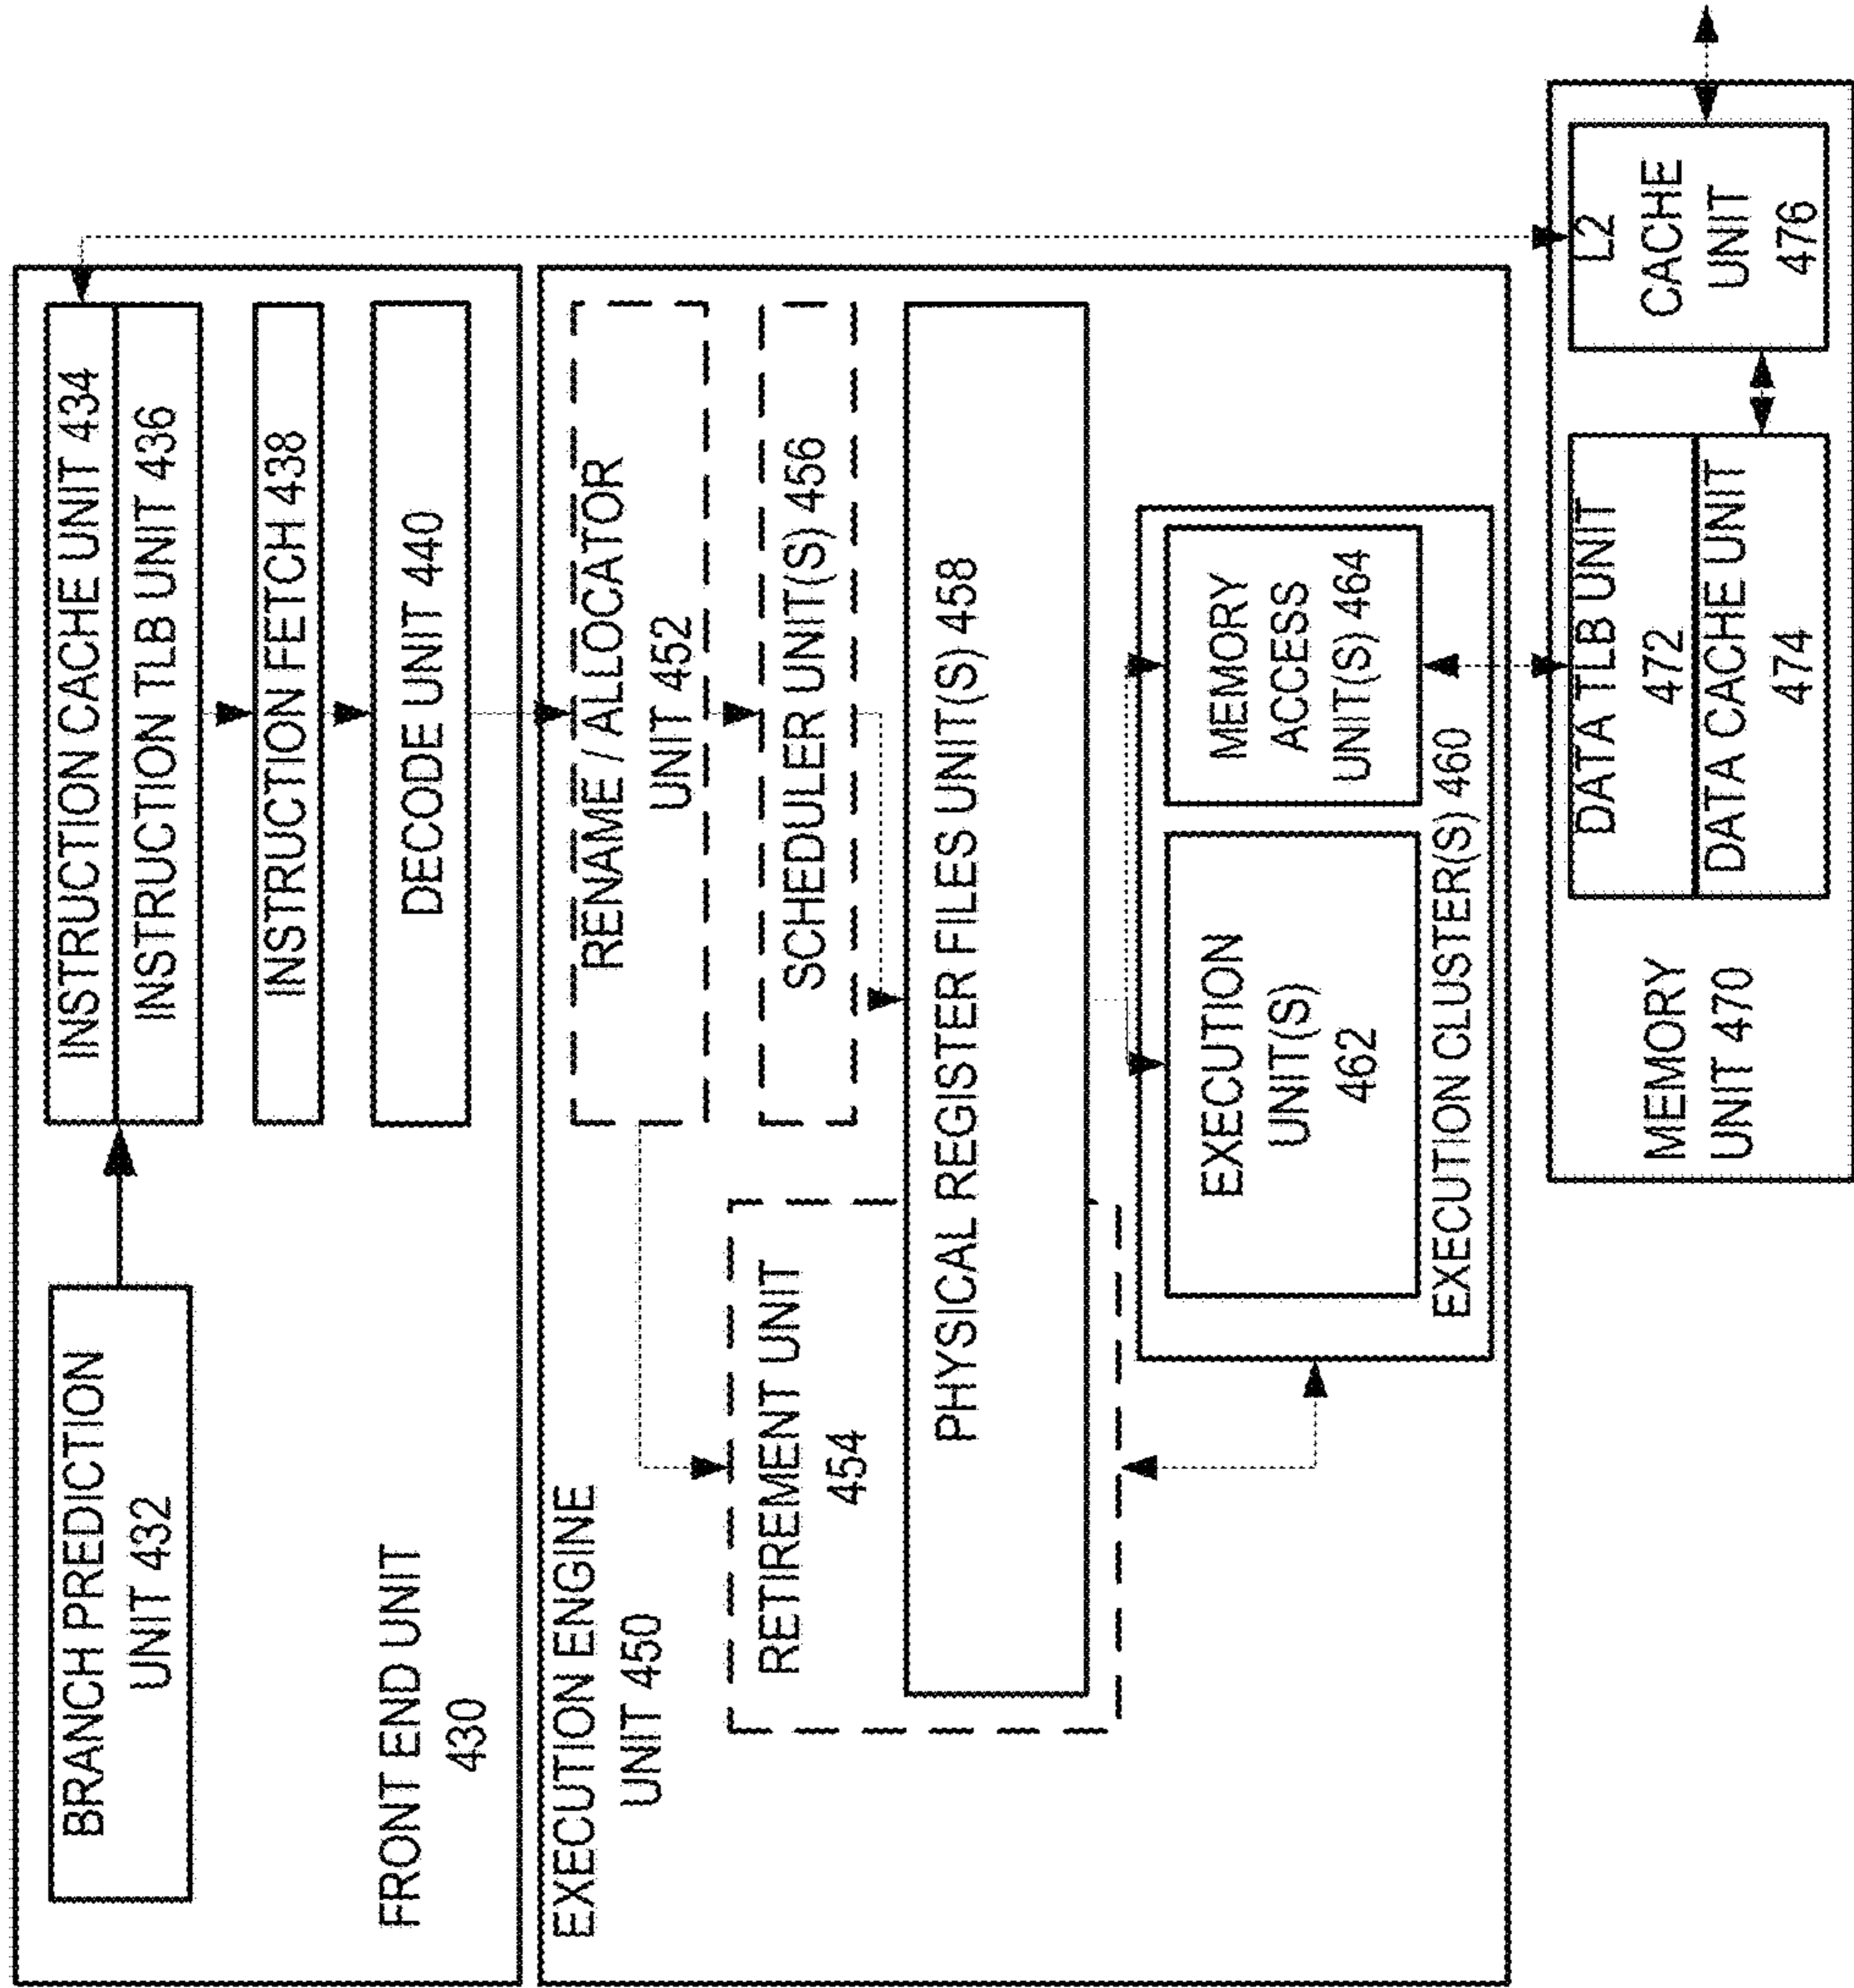 BRANCH PREDICTION
UNIT 432
INSTRUCTION CACHE UNIT 434
INSTRUCTION TLB UNIT 436
INSTRUCTION FETCH 438
DECODE UNIT 440
FRONT END UNIT
430
EXECUTION ENGINE
UNIT 450
RENAME / ALLOCATOR
UNIT 452
RETIREMENT UNIT
454
SCHEDULER UNIT(S) 456
PHYSICAL REGISTER FILES UNIT(S) 458
EXECUTION
UNIT(S)
462
MEMORY
ACCESS
UNIT(S) 464
EXECUTION CLUSTER(S) 460
MEMORY
UNIT 470
DATA TLB UNIT
472
DATA CACHE UNIT
474
L2
CACHE
UNIT
476